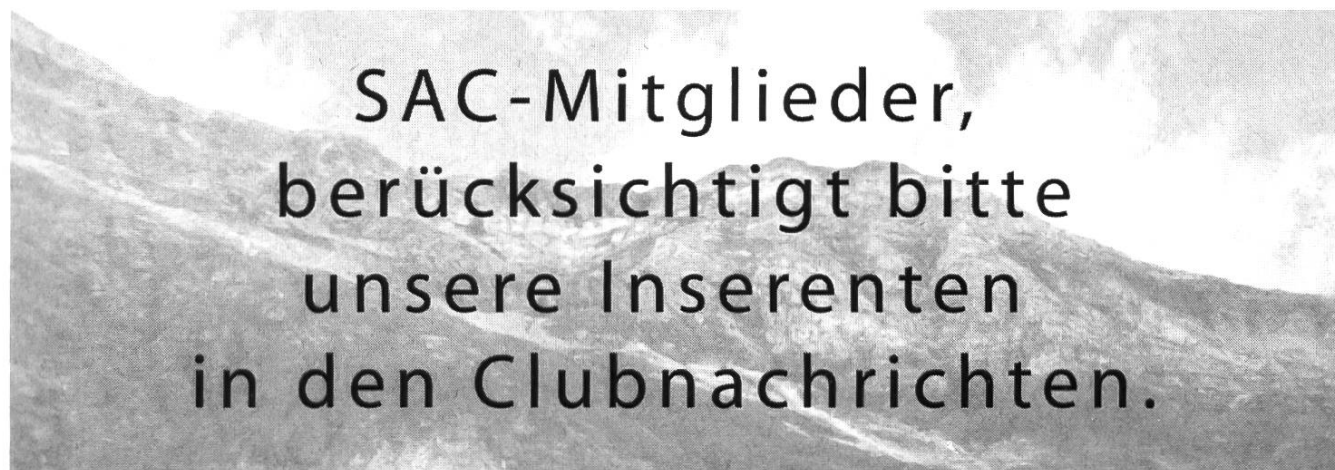 SAC-Mitglieder,
berücksichtigt bitte
unsere Inserenten
in den Clubnachrichten.